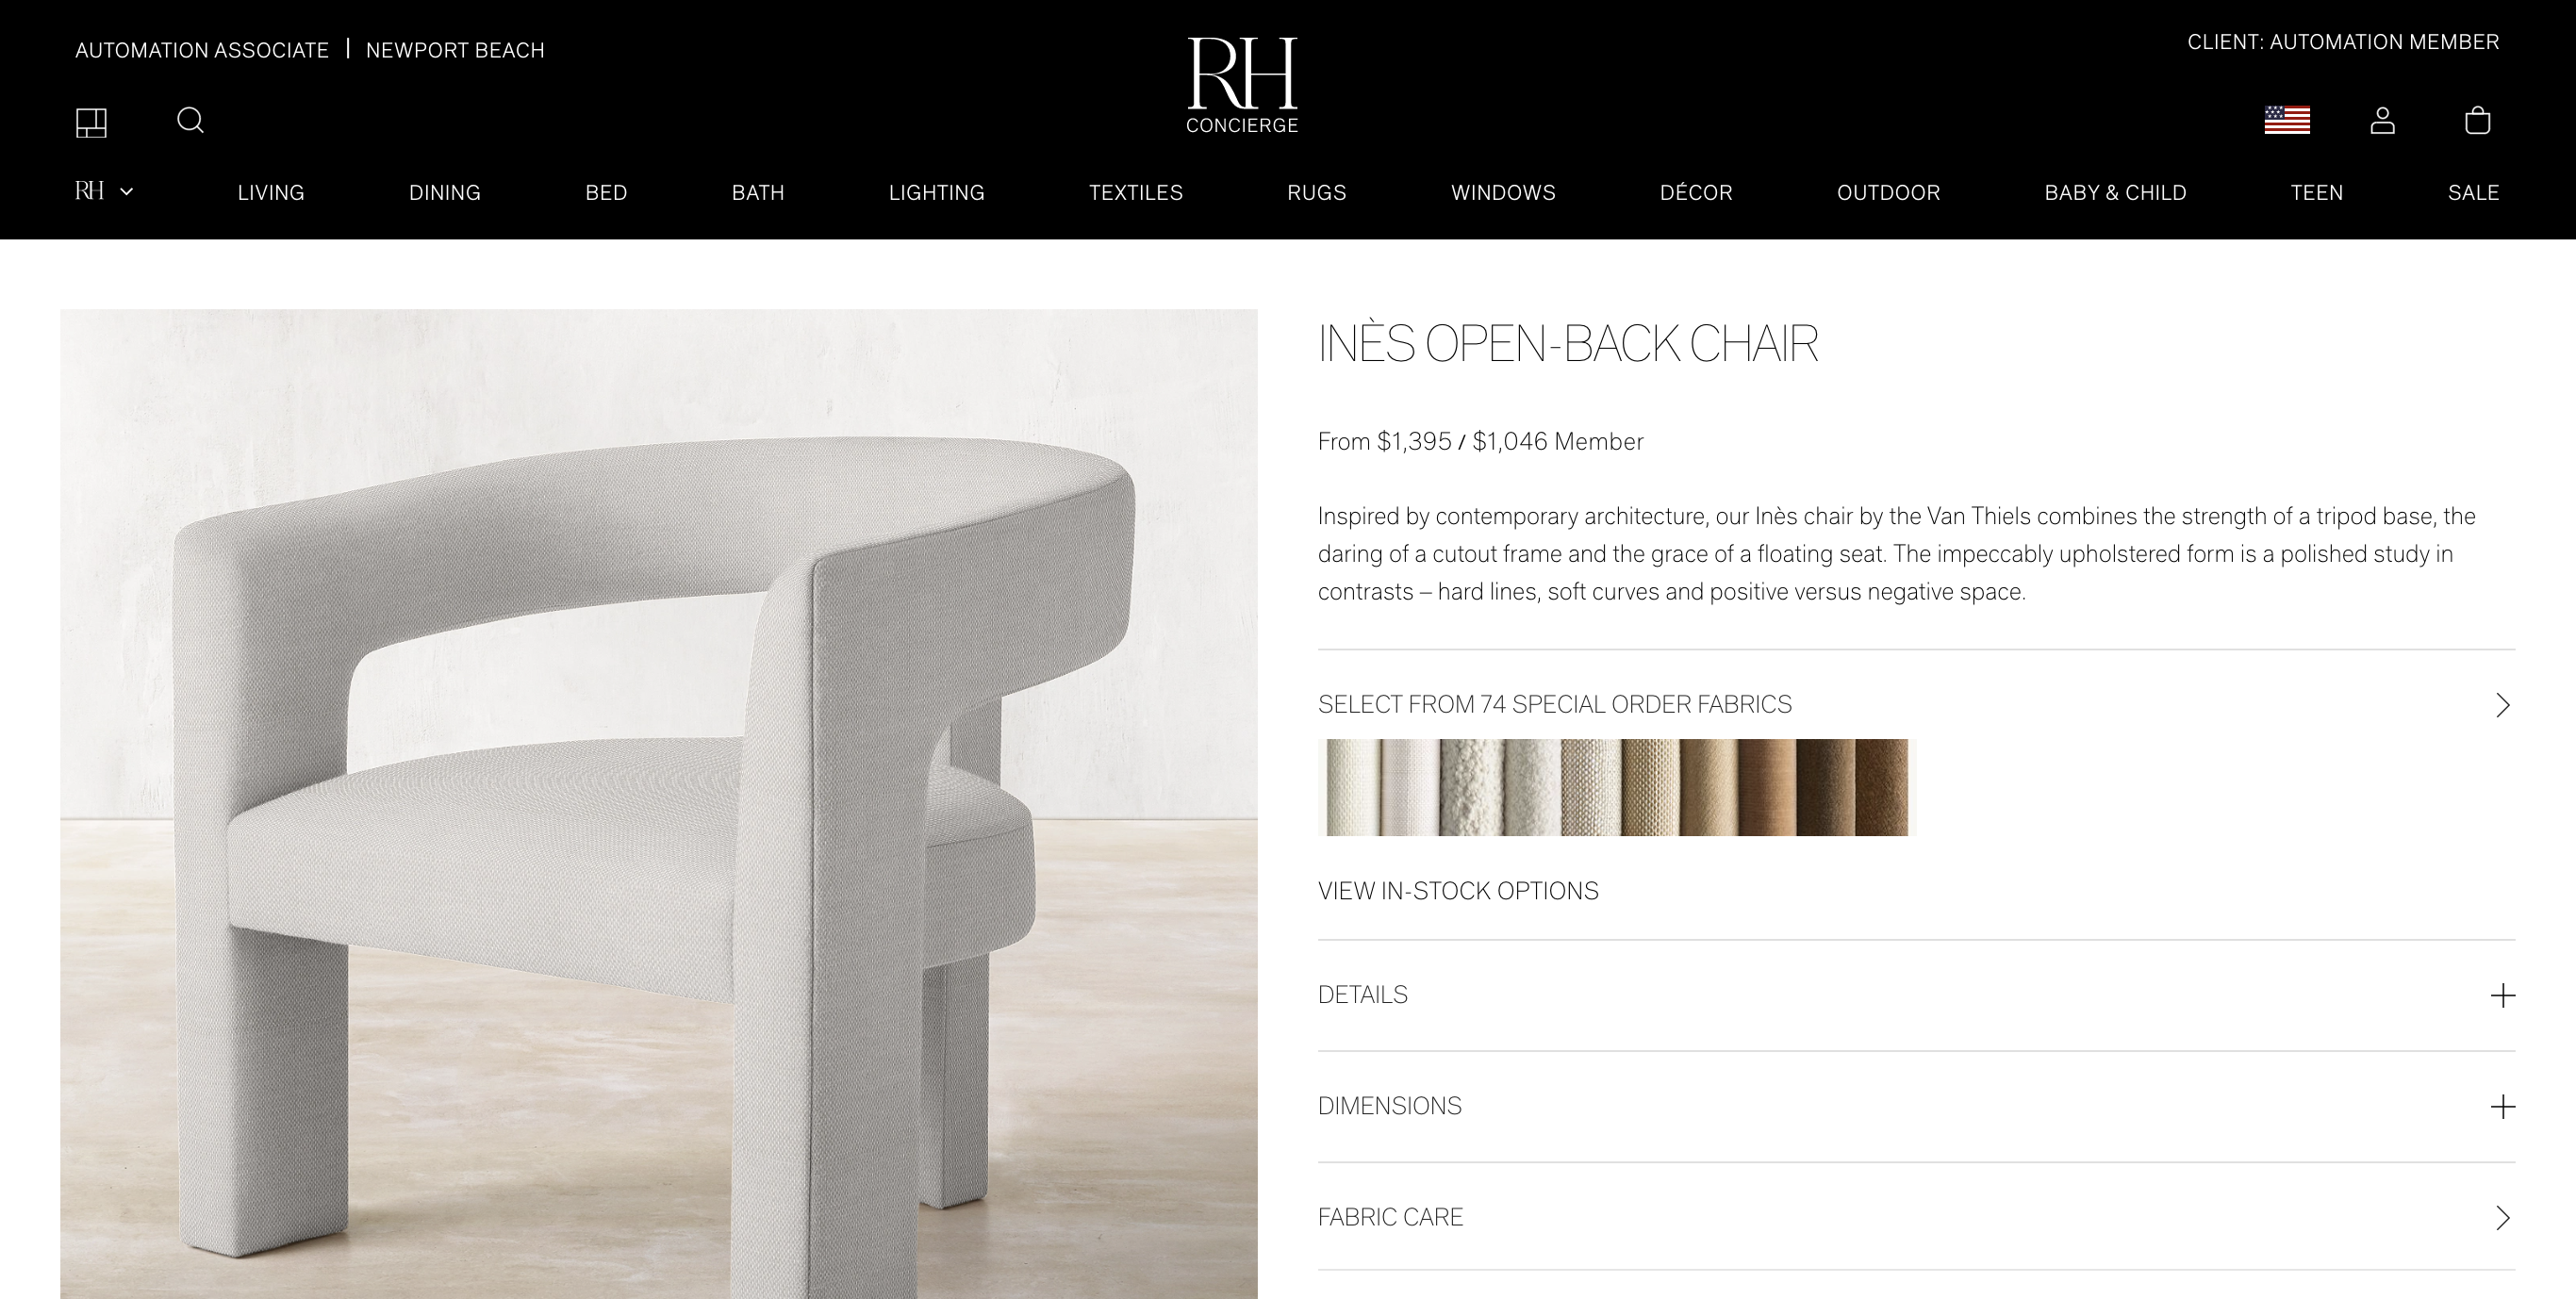 AUTOMATION ASSOCIATE | NEWPORT BEACH
RH
CONCIERGE
CLIENT: AUTOMATION MEMBER
RH LIVING DINING BED BATH LIGHTING TEXTILES RUGS WINDOWS DÉCOR OUTDOOR BABY & CHILD TEEN SALE
INÈS OPEN-BACK CHAIR
From $1,395 / $1,046 Member
Inspired by contemporary architecture, our Inès chair by the Van Thiels combines the strength of a tripod base, the
daring of a cutout frame and the grace of a floating seat. The impeccably upholstered form is a polished study in
contrasts – hard lines, soft curves and positive versus negative space.
SELECT FROM 74 SPECIAL ORDER FABRICS
VIEW IN-STOCK OPTIONS
DETAILS
DIMENSIONS
FABRIC CARE